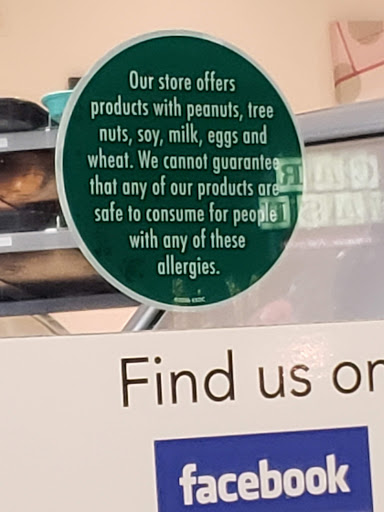 Our store offers
products with peanuts, tree
nuts, soy, milk, eggs and
wheat. We cannot guarantee
that any of our products are
safe to consume for people
with any of these
allergies.
Find us on
facebook